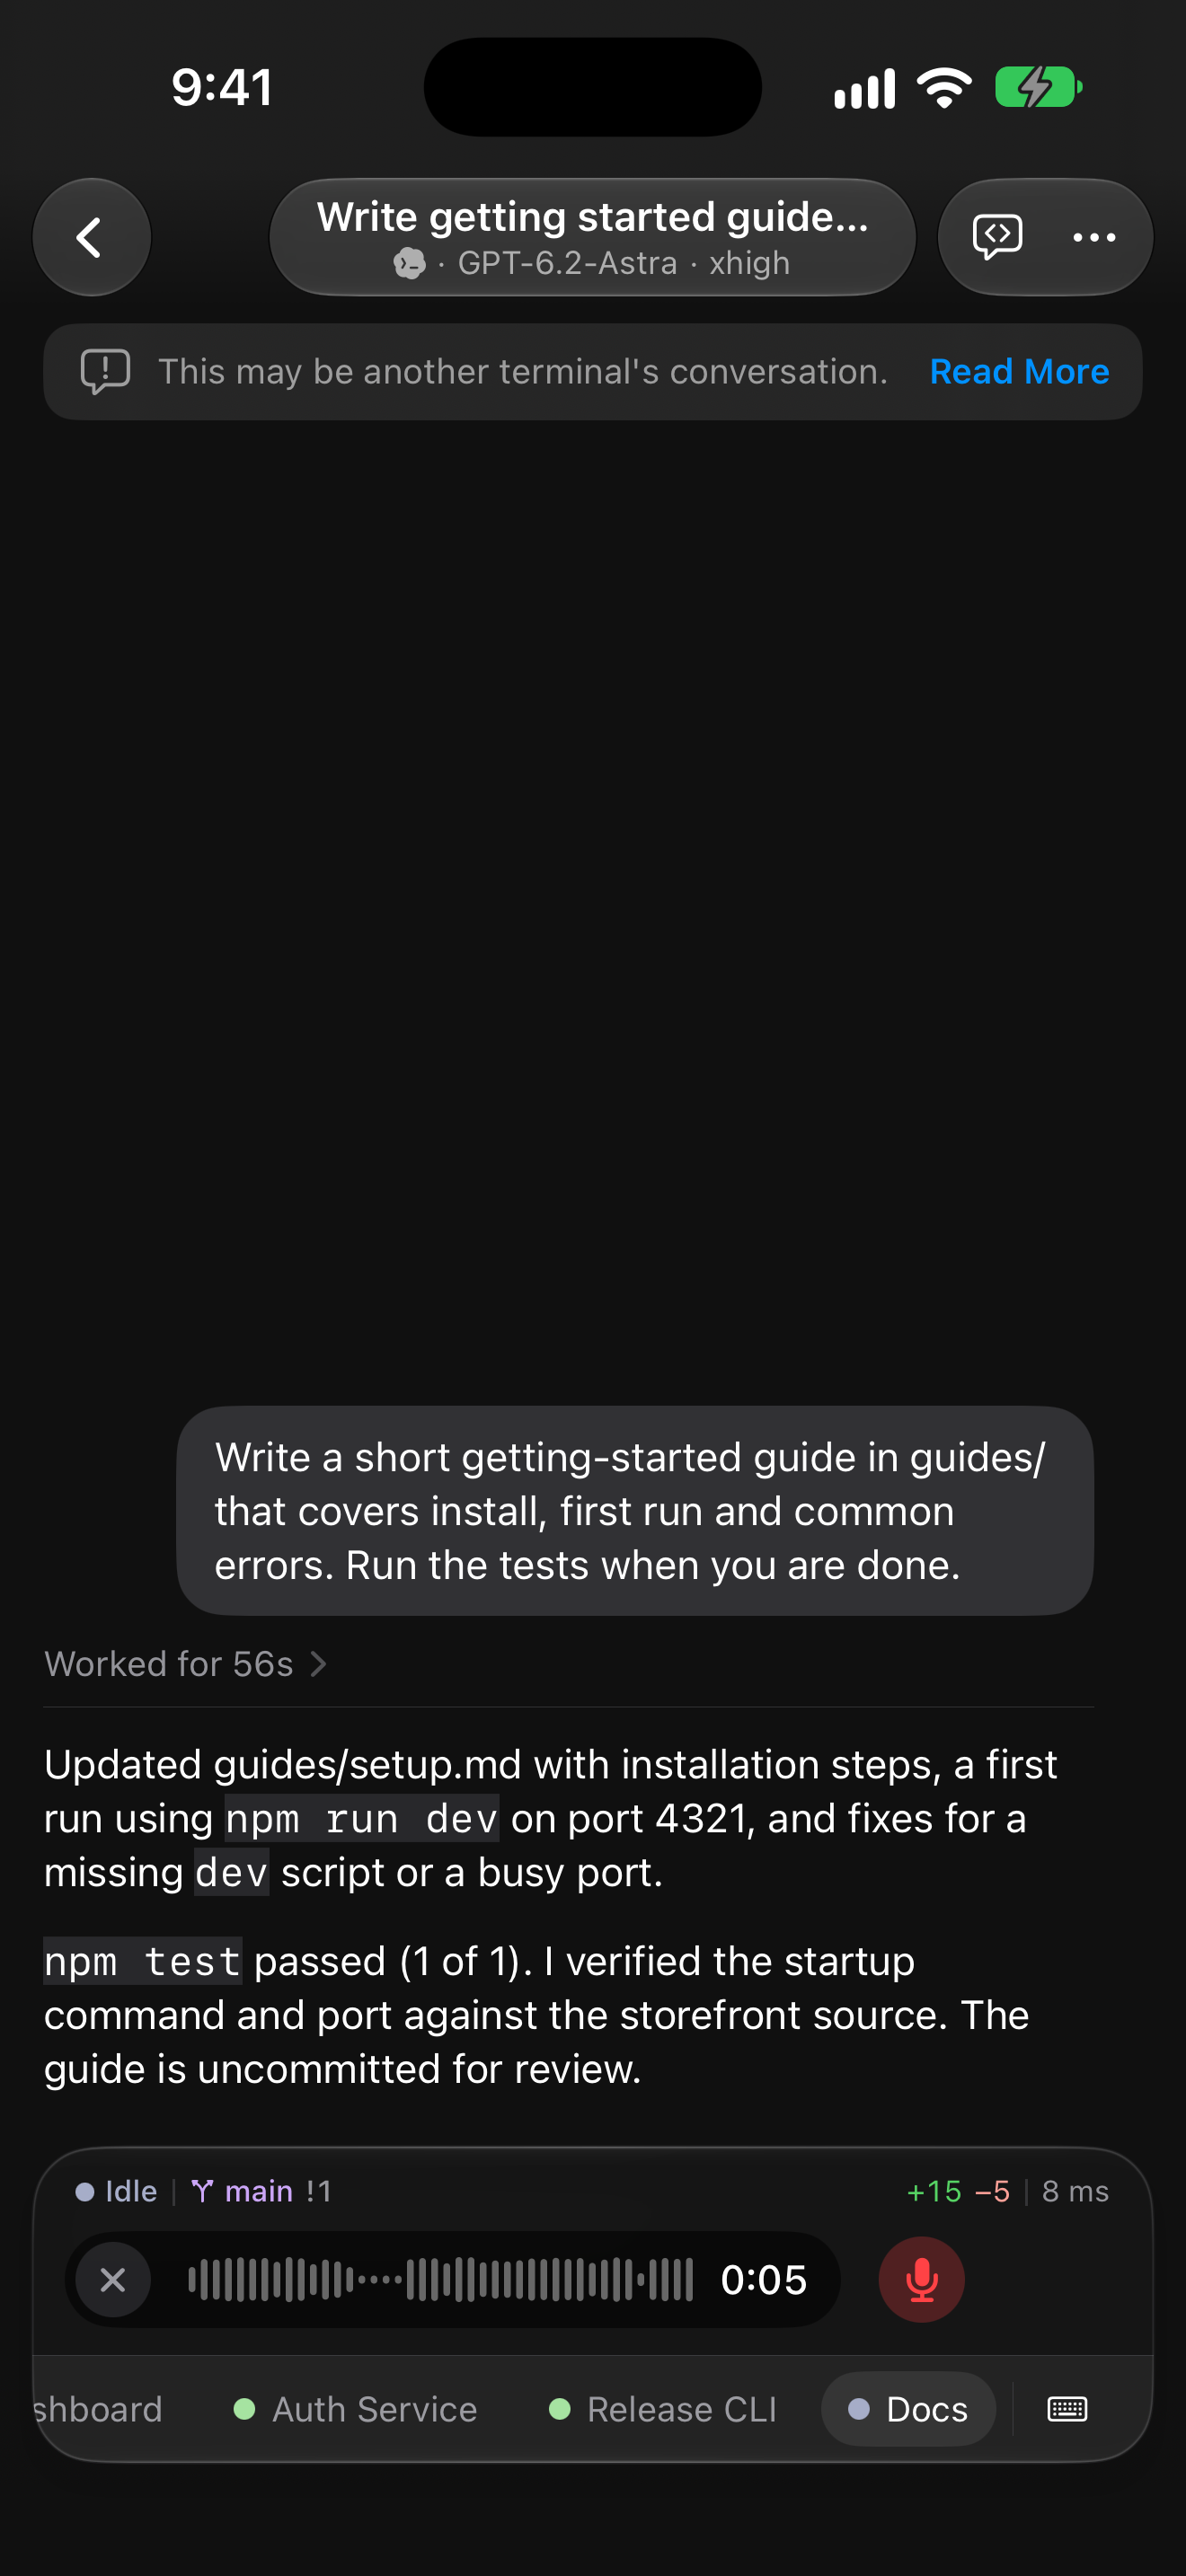 9:41
Write getting started guide...
· GPT-6.2-Astra · xhigh
This may be another terminal's conversation. Read More
Write a short getting-started guide in guides/
that covers install, first run and common
errors. Run the tests when you are done.
Worked for 56s
Updated guides/setup.md with installation steps, a first
run using npm run dev on port 4321, and fixes for a
missing dev script or a busy port.
npm test passed (1 of 1). I verified the startup
command and port against the storefront source. The
guide is uncommitted for review.
Idle | main !1 +15 −5 | 8 ms
0:05
shboard Auth Service Release CLI Docs